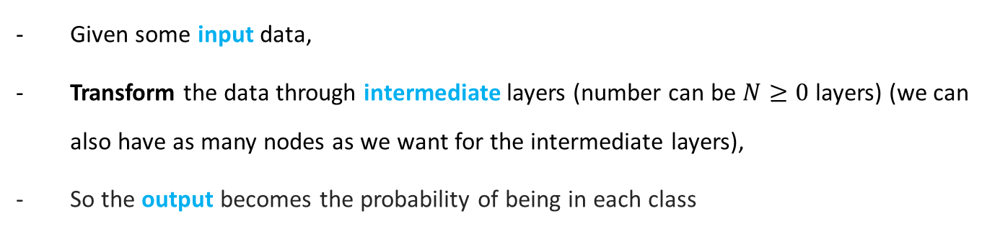 - Given some input data,
- Transform the data through intermediate layers (number can be N ≥ 0 layers) (we can
also have as many nodes as we want for the intermediate layers),
- So the output becomes the probability of being in each class